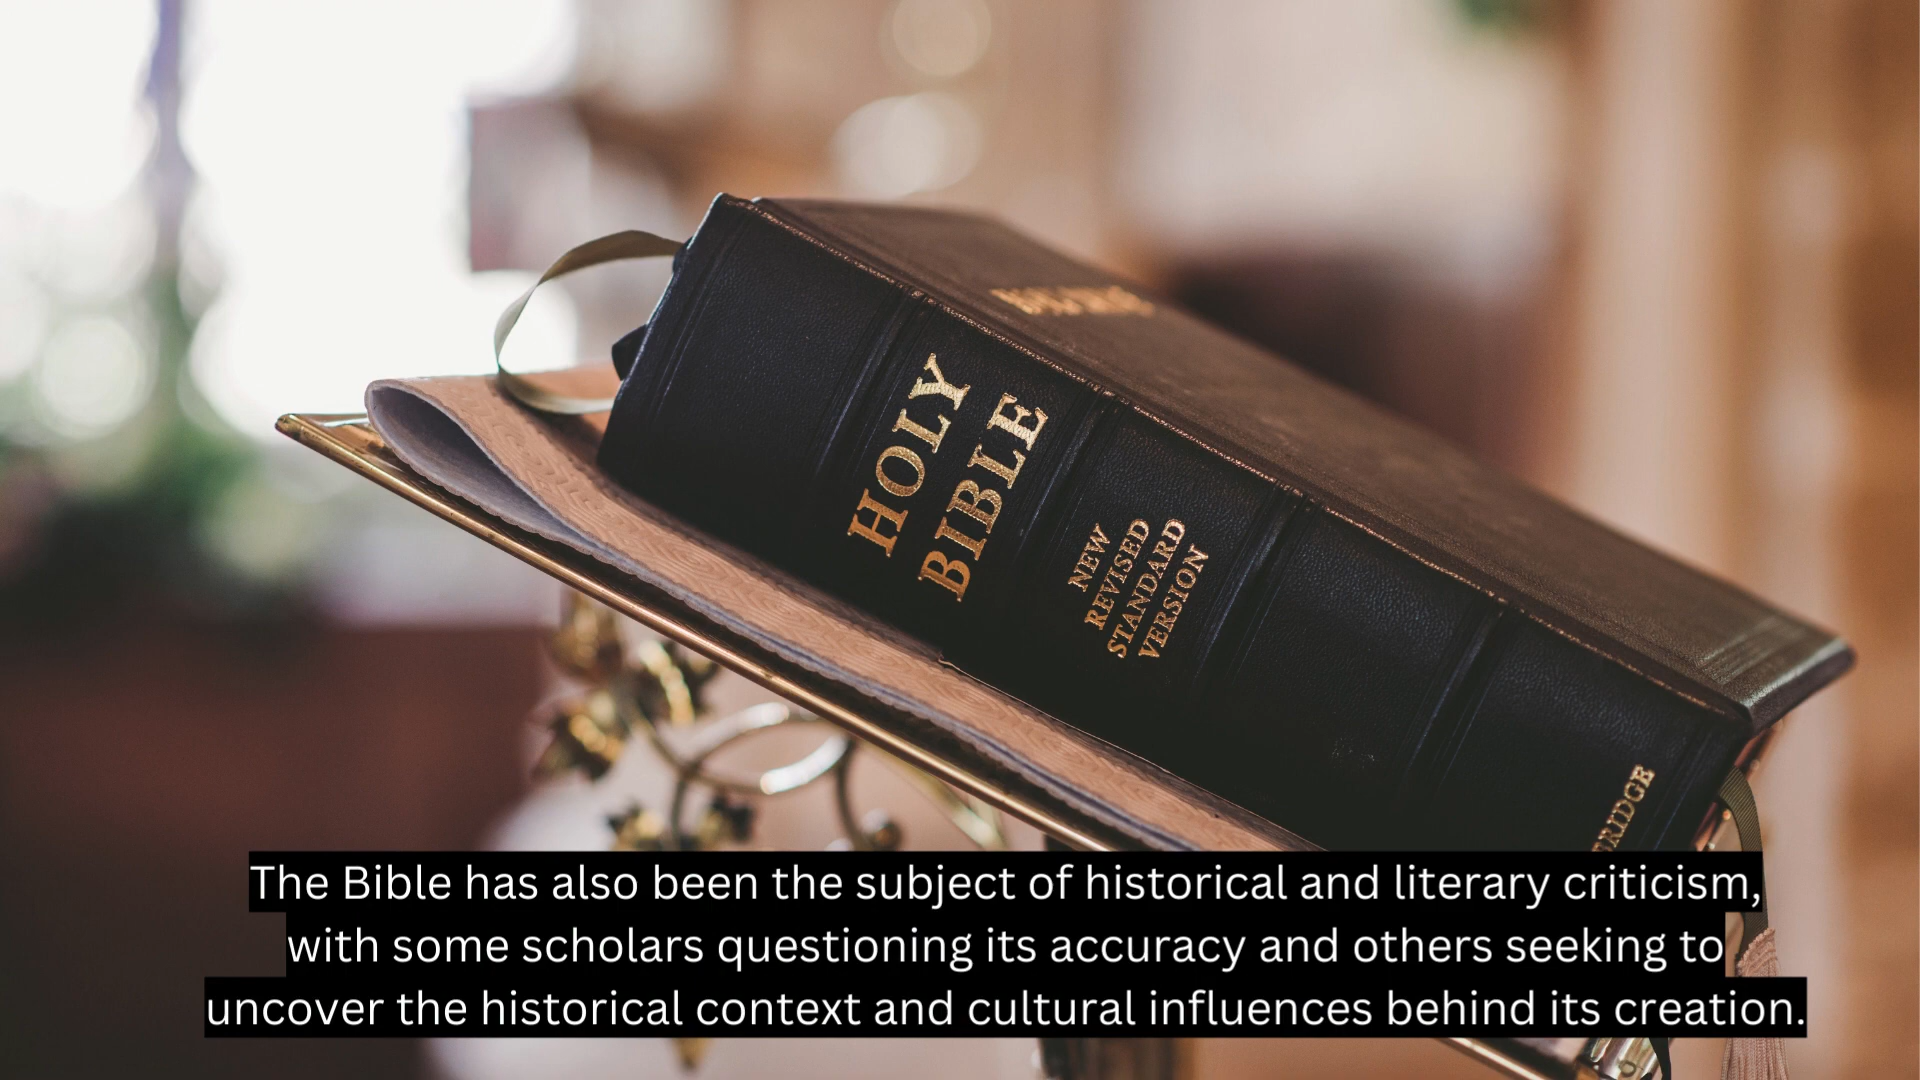 HOLY
BIBLE
NEW
REVISED
STANDARD
VERSION
The Bible has also been the subject of historical and literary criticism,
with some scholars questioning its accuracy and others seeking to
uncover the historical context and cultural influences behind its creation.